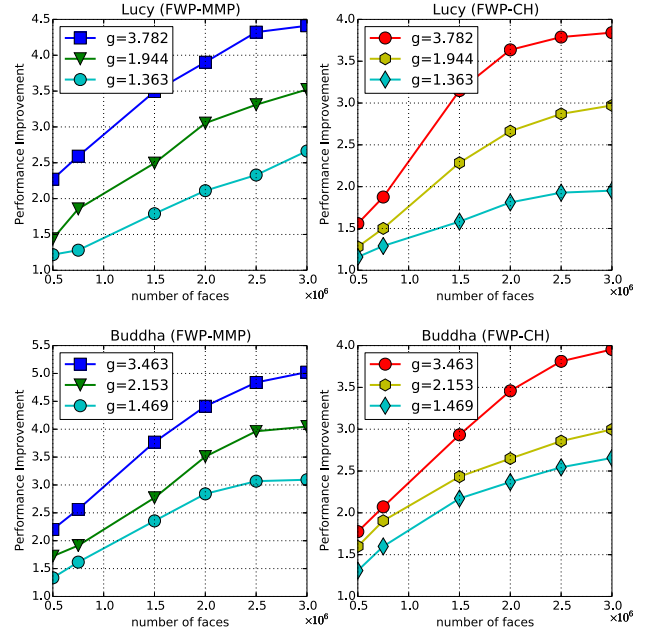 Lucy (FWP-MMP)
4.5
4.0
3.5
3.0
2.5
2.0
1.5
1.0
Performance Improvement
g=3.782
g=1.944
g=1.363
0.5 1.0 1.5 2.0 2.5 3.0
number of faces
×10⁶
Lucy (FWP-CH)
4.0
3.5
3.0
2.5
2.0
1.5
1.0
Performance Improvement
g=3.782
g=1.944
g=1.363
0.5 1.0 1.5 2.0 2.5 3.0
number of faces
×10⁶
Buddha (FWP-MMP)
5.5
5.0
4.5
4.0
3.5
3.0
2.5
2.0
1.5
1.0
Performance Improvement
g=3.463
g=2.153
g=1.469
0.5 1.0 1.5 2.0 2.5 3.0
number of faces
×10⁶
Buddha (FWP-CH)
4.0
3.5
3.0
2.5
2.0
1.5
1.0
Performance Improvement
g=3.463
g=2.153
g=1.469
0.5 1.0 1.5 2.0 2.5 3.0
number of faces
×10⁶